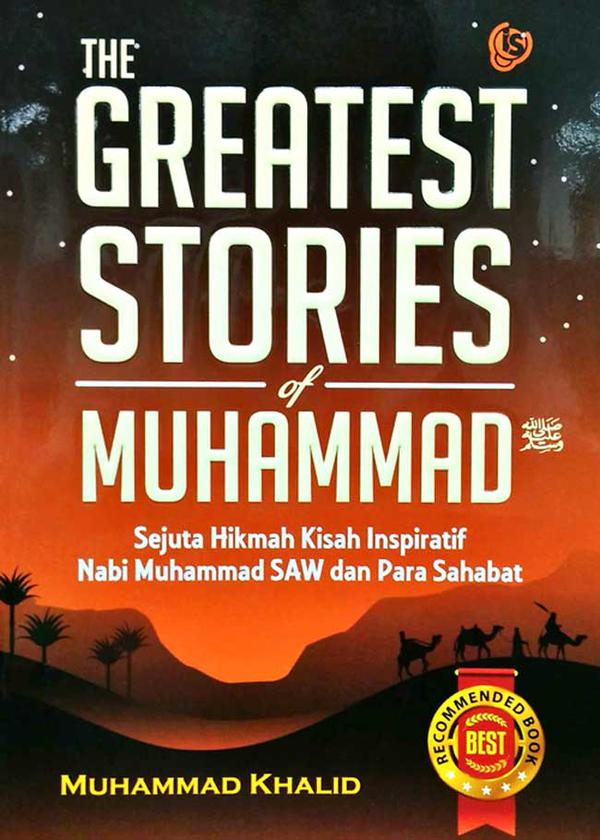 THE
is
GREATEST
STORIES
of
MUHAMMAD
صلى الله
عليه
وسلم
Sejuta Hikmah Kisah Inspiratif
Nabi Muhammad SAW dan Para Sahabat
RECOMMENDED BOOK
BEST
MUHAMMAD KHALID